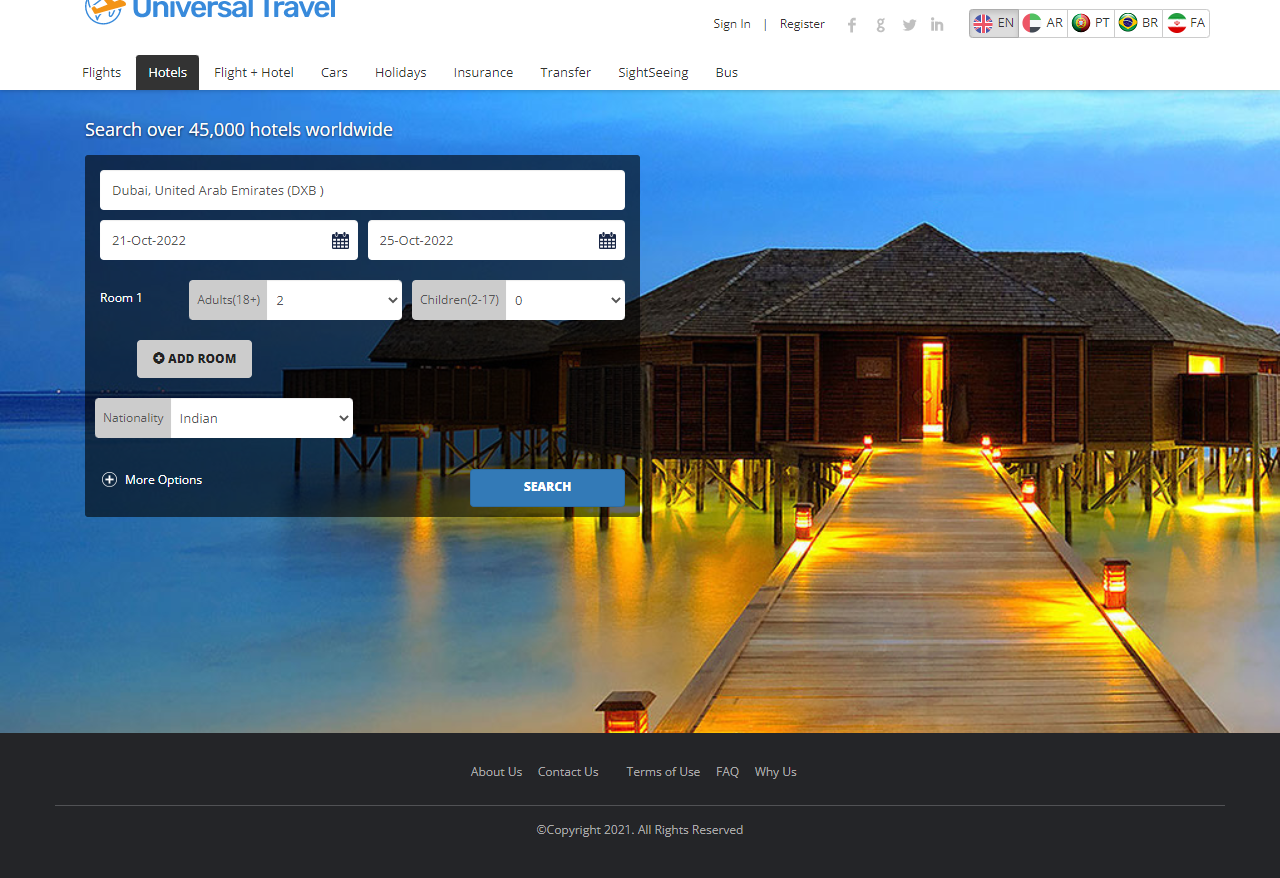 Universal Travel
Sign In | Register
EN AR PT BR FA
Flights Hotels Flight + Hotel Cars Holidays Insurance Transfer SightSeeing Bus
Search over 45,000 hotels worldwide
Dubai, United Arab Emirates (DXB )
21-Oct-2022 25-Oct-2022
Room 1 Adults(18+) 2 Children(2-17) 0
ADD ROOM
Nationality Indian
More Options
SEARCH
About Us Contact Us Terms of Use FAQ Why Us
©Copyright 2021. All Rights Reserved